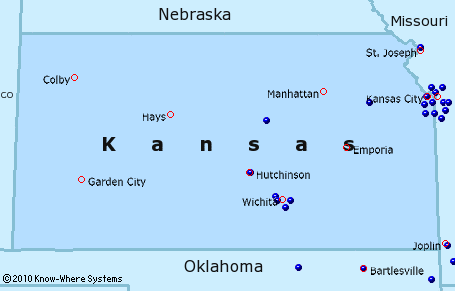 Nebraska
Missouri
St. Joseph
Colby
CO
Manhattan
Kansas City
Hays
Kansas
Emporia
Garden City
Hutchinson
Wichita
Joplin
Oklahoma
Bartlesville
©2010 Know-Where Systems